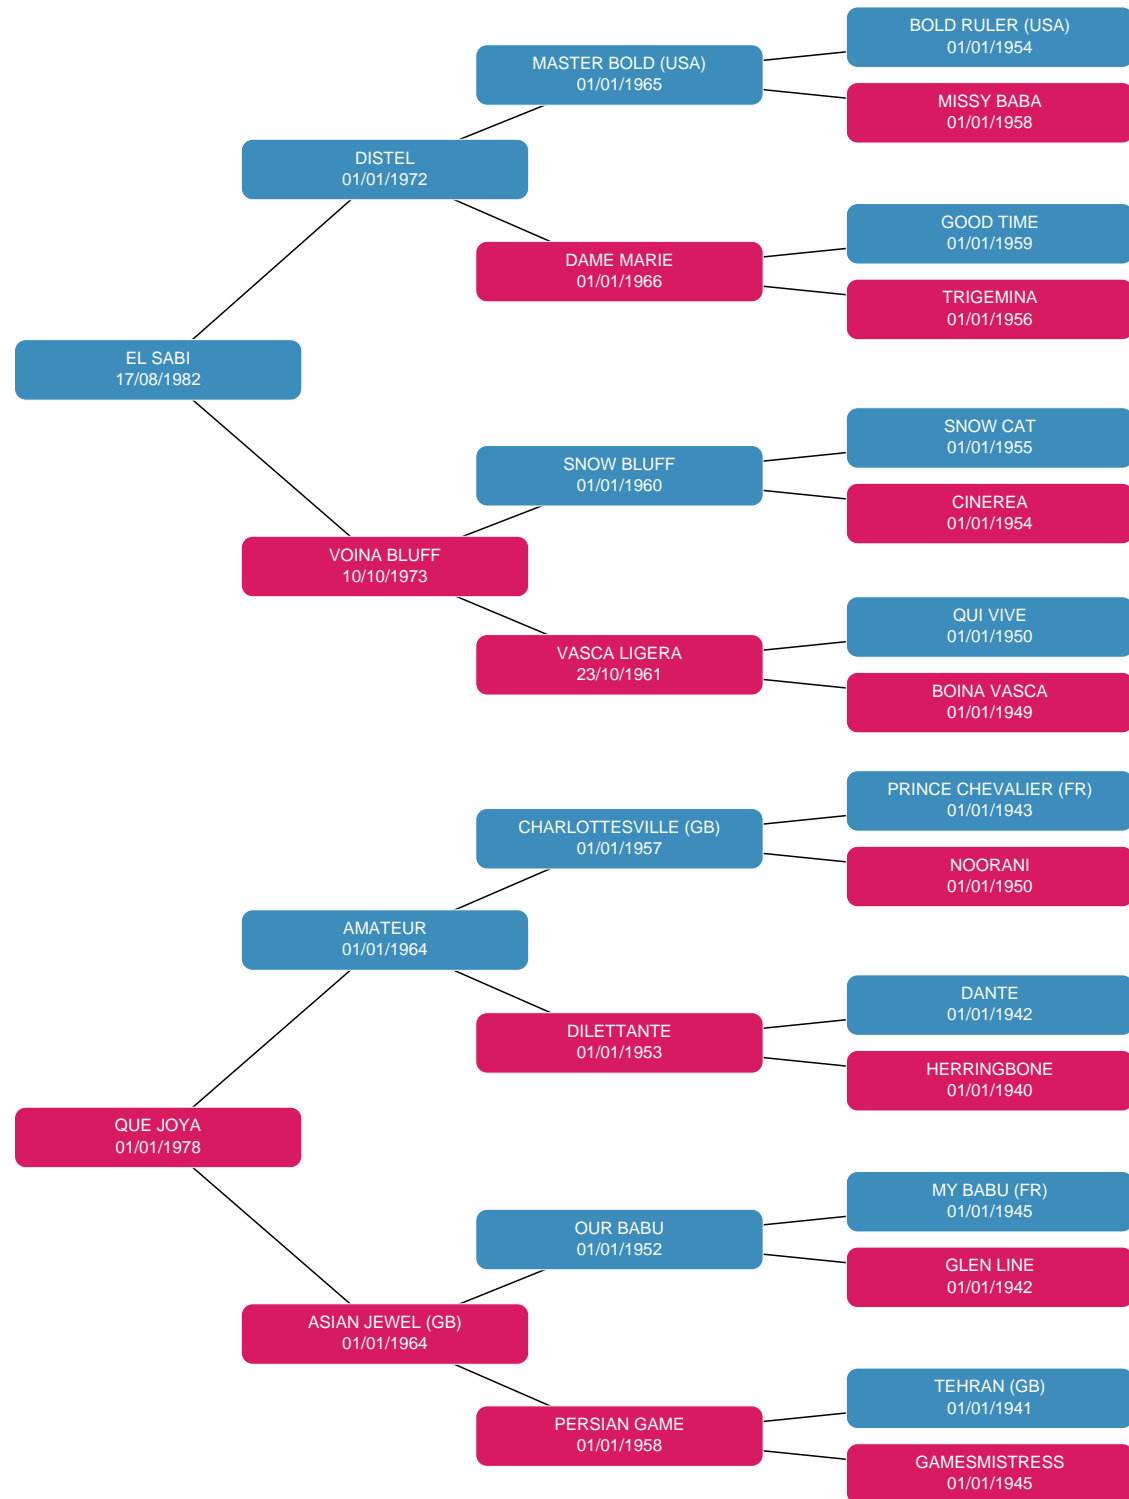 BOLD RULER (USA)
01/01/1954
MASTER BOLD (USA)
01/01/1965
MISSY BABA
01/01/1958
DISTEL
01/01/1972
GOOD TIME
01/01/1959
DAME MARIE
01/01/1966
TRIGEMINA
01/01/1956
EL SABI
17/08/1982
SNOW CAT
01/01/1955
SNOW BLUFF
01/01/1960
CINEREA
01/01/1954
VOINA BLUFF
10/10/1973
QUI VIVE
01/01/1950
VASCA LIGERA
23/10/1961
BOINA VASCA
01/01/1949
PRINCE CHEVALIER (FR)
01/01/1943
CHARLOTTESVILLE (GB)
01/01/1957
NOORANI
01/01/1950
AMATEUR
01/01/1964
DANTE
01/01/1942
DILETTANTE
01/01/1953
HERRINGBONE
01/01/1940
QUE JOYA
01/01/1978
MY BABU (FR)
01/01/1945
OUR BABU
01/01/1952
GLEN LINE
01/01/1942
ASIAN JEWEL (GB)
01/01/1964
TEHRAN (GB)
01/01/1941
PERSIAN GAME
01/01/1958
GAMESMISTRESS
01/01/1945